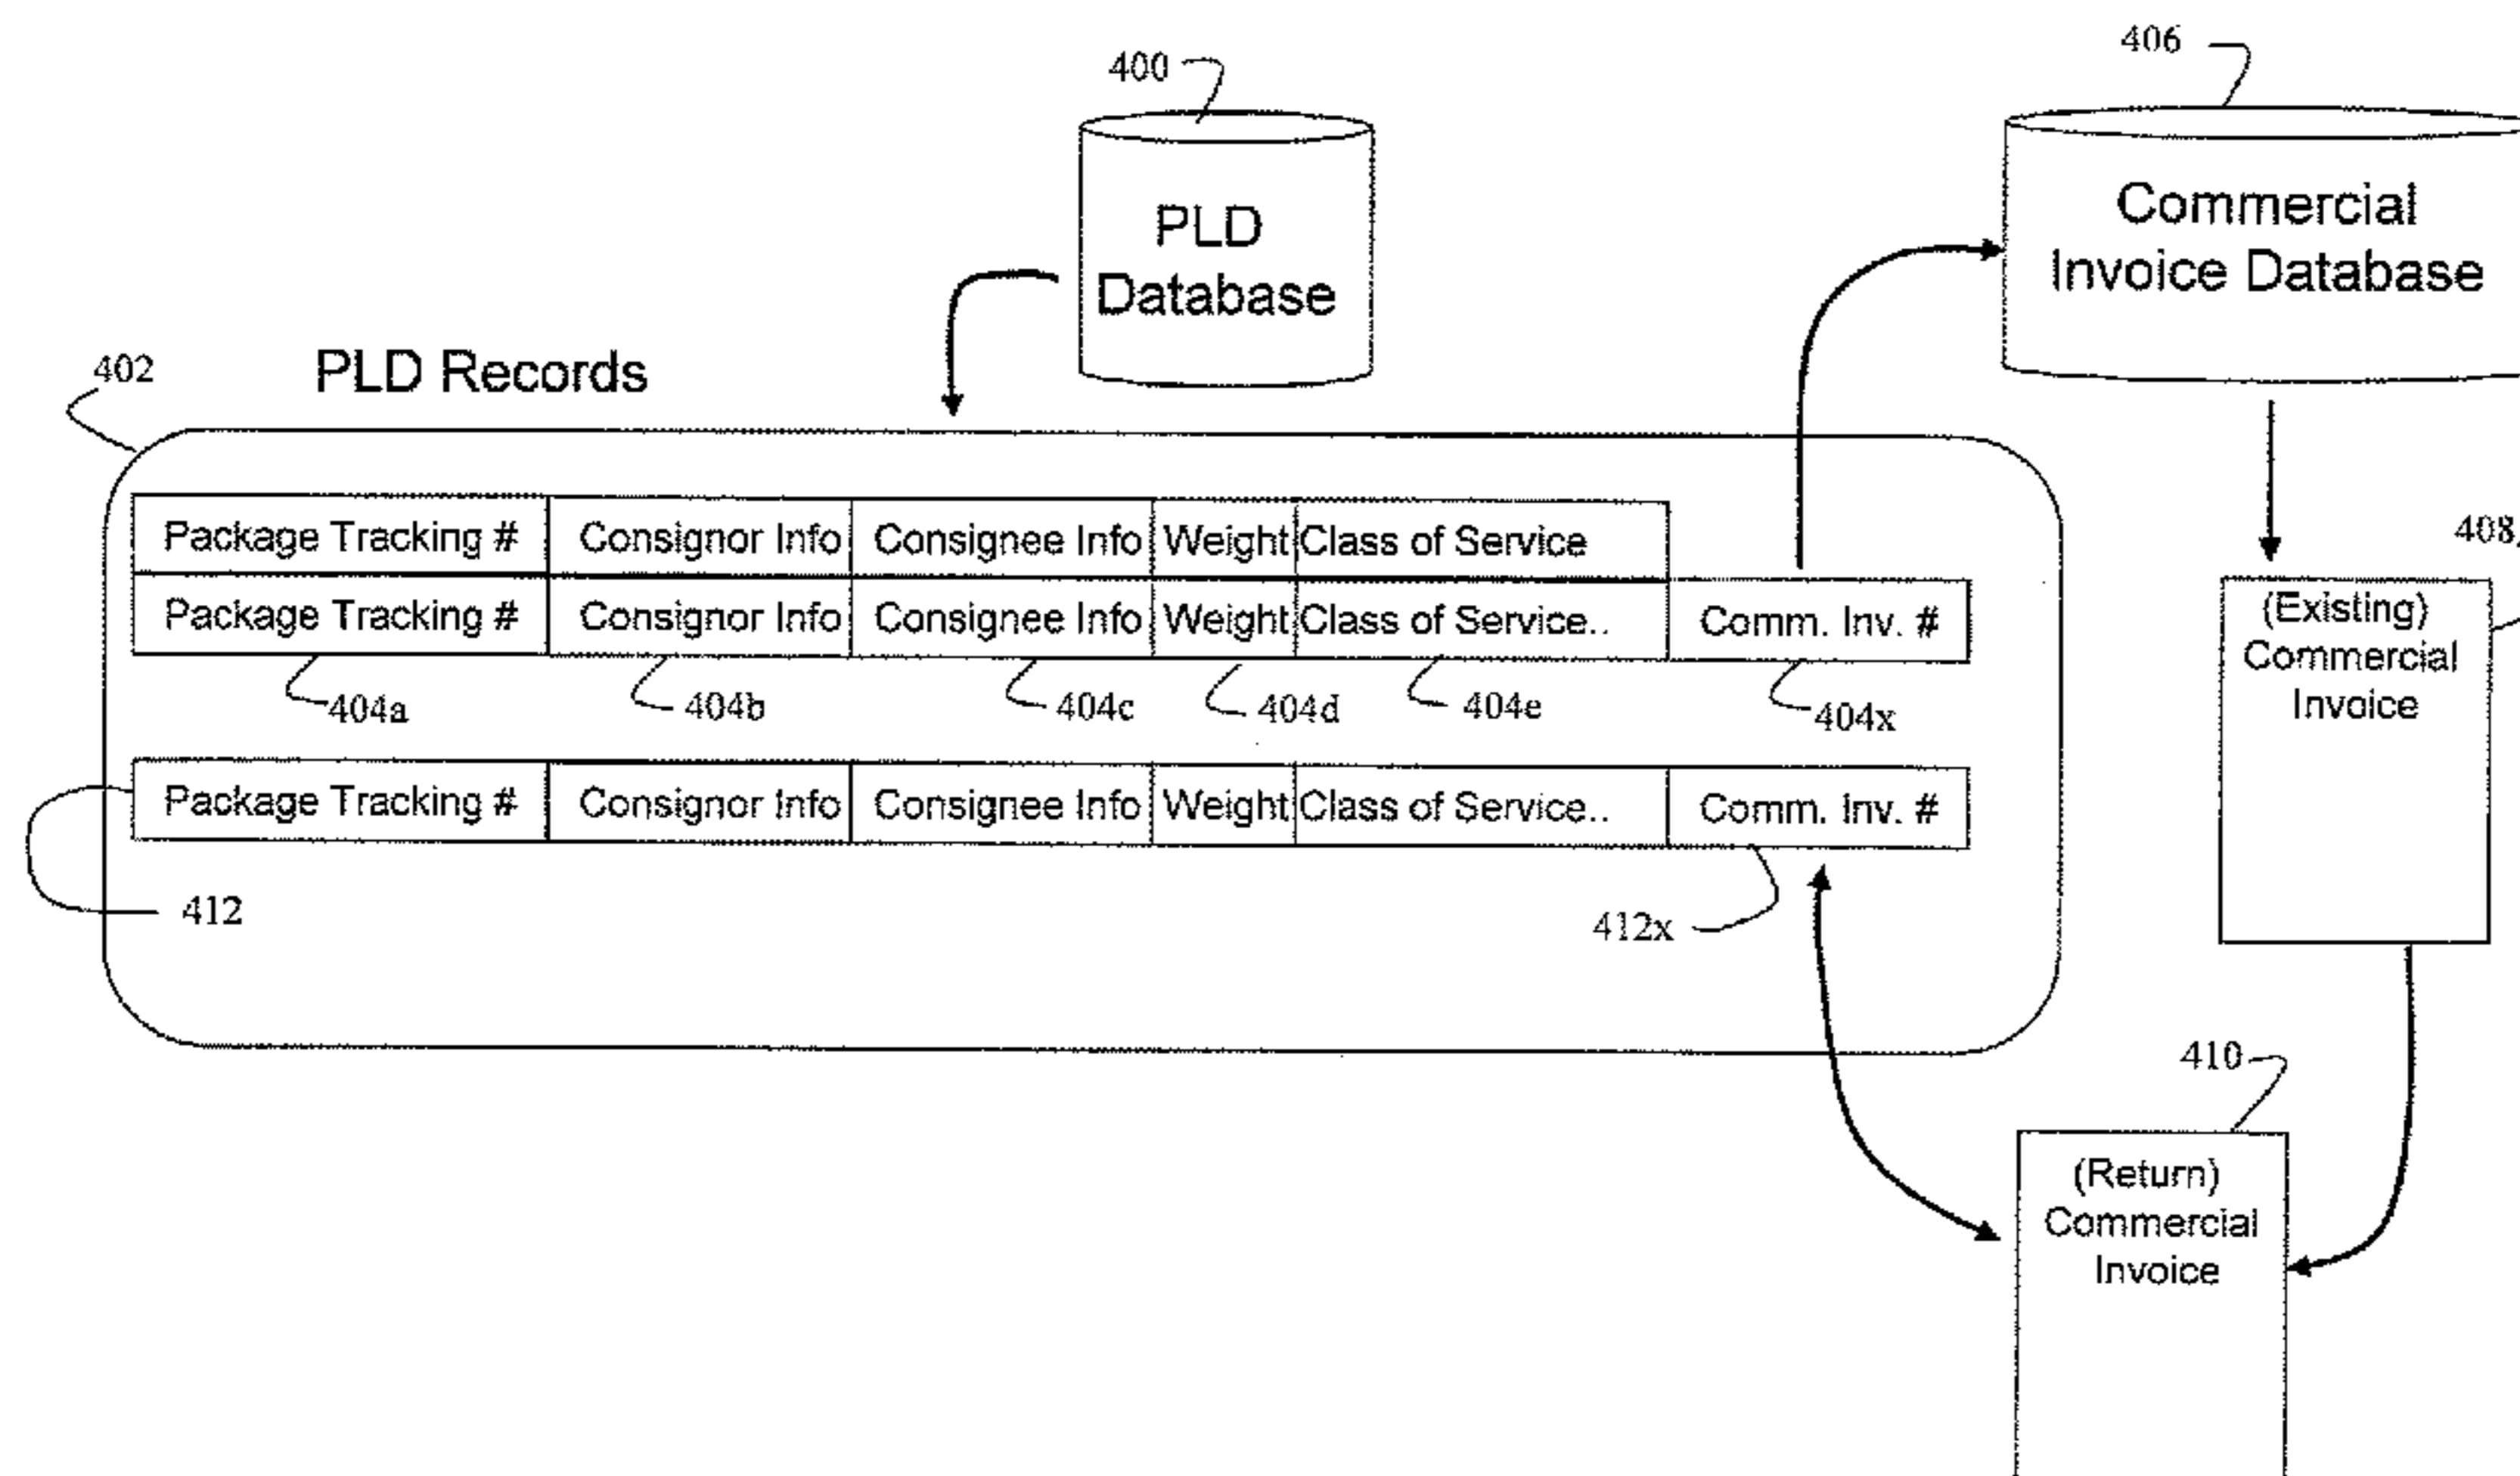 400
406
PLD
Database
Commercial
Invoice Database
402
PLD Records
Package Tracking # Consignor Info Consignee Info Weight Class of Service
Package Tracking # Consignor Info Consignee Info Weight Class of Service.. Comm. Inv. #
404a 404b 404c 404d 404e 404x
Package Tracking # Consignor Info Consignee Info Weight Class of Service.. Comm. Inv. #
412
412x
408
(Existing)
Commercial
Invoice
410
(Return)
Commercial
Invoice